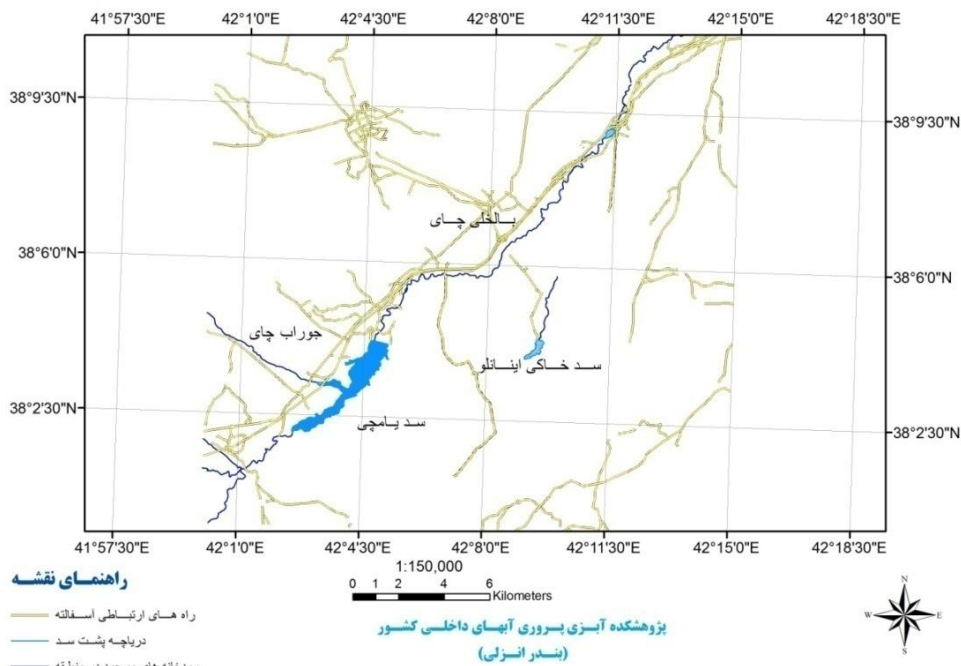 41°57'30"E 42°1'0"E 42°4'30"E 42°8'0"E 42°11'30"E 42°15'0"E 42°18'30"E
38°9'30"N
38°9'30"N
بالخلی چای
38°6'0"N
38°6'0"N
جوراب چای
سد خاکی اینانلو
38°2'30"N
سد یامچی
38°2'30"N
41°57'30"E 42°1'0"E 42°4'30"E 42°8'0"E 42°11'30"E 42°15'0"E 42°18'30"E
1:150,000
0 1 2 4 6
Kilometers
راهنمای نقشه
راه های ارتباطی آسفالته
دریاچه پشت سد
پژوهشکده آبزی پروری آبهای داخلی کشور
(بندر انزلی)
N
W E
S